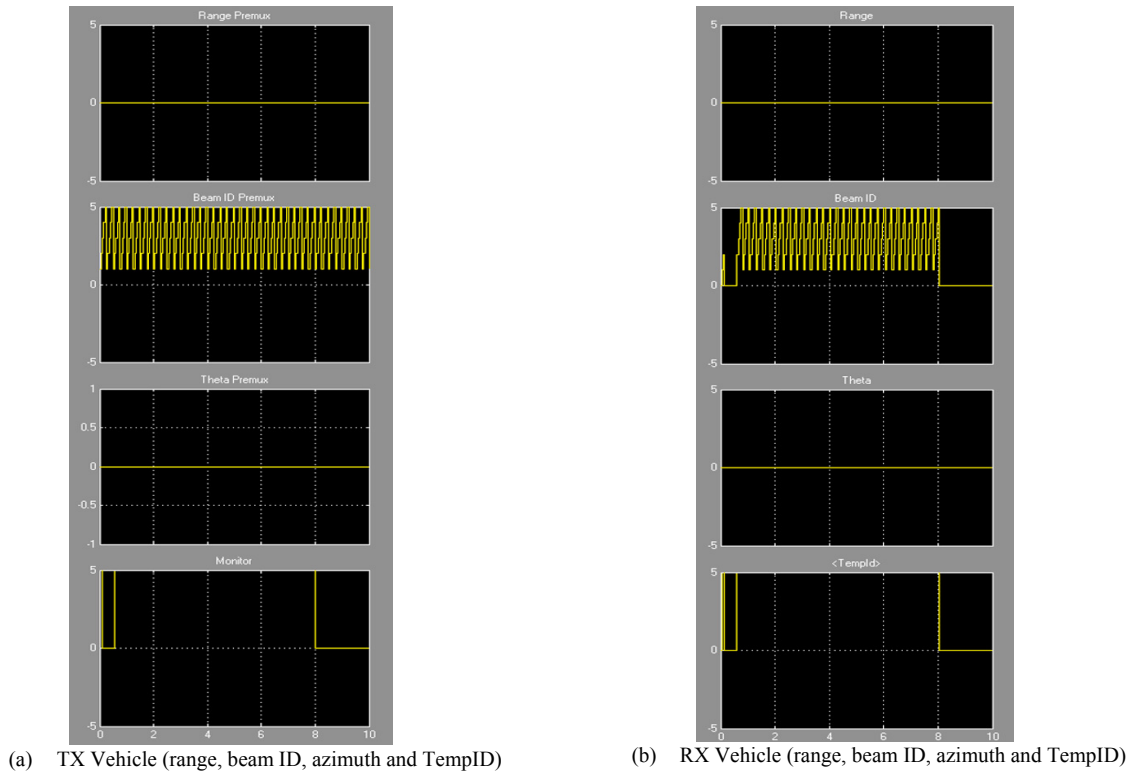 Range Premux
5
0
-5
Beam ID Premux
5
0
-5
Theta Premux
1
0.5
0
-0.5
-1
Monitor
5
0
-5
0 2 4 6 8 10
(a) TX Vehicle (range, beam ID, azimuth and TempID)
Range
5
0
-5
Beam ID
5
0
-5
Theta
5
0
-5
<TempId>
5
0
-5
0 2 4 6 8 10
(b) RX Vehicle (range, beam ID, azimuth and TempID)